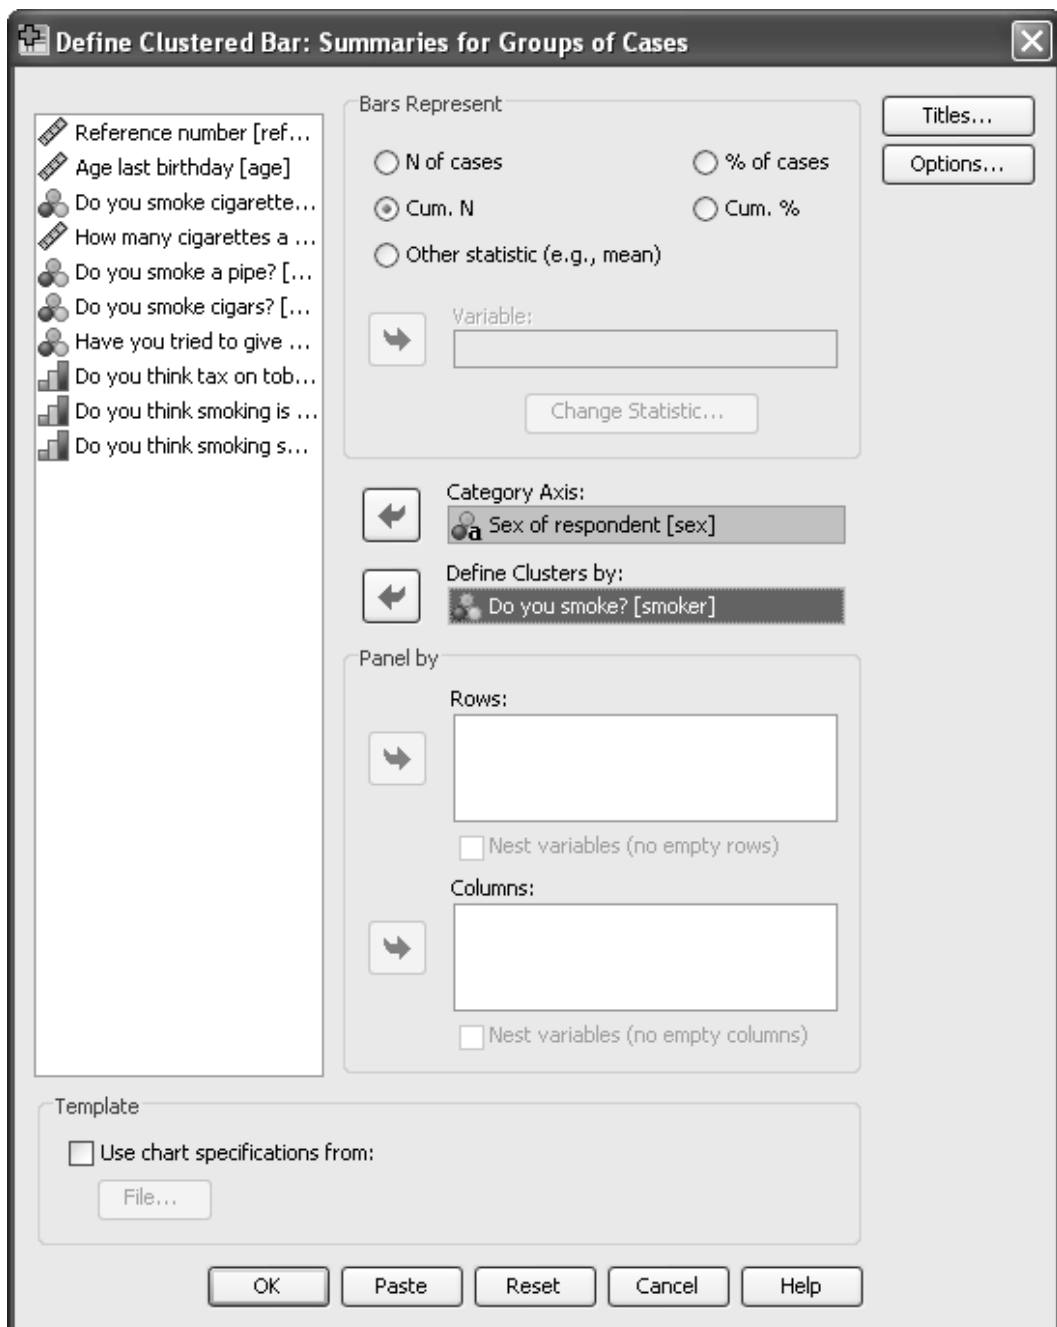 Define Clustered Bar: Summaries for Groups of Cases
Reference number [ref...
Age last birthday [age]
Do you smoke cigarette...
How many cigarettes a ...
Do you smoke a pipe? [...
Do you smoke cigars? [...
Have you tried to give ...
Do you think tax on tob...
Do you think smoking is ...
Do you think smoking s...
Bars Represent
N of cases
% of cases
Cum. N
Cum. %
Other statistic (e.g., mean)
Variable:
Change Statistic...
Category Axis:
a Sex of respondent [sex]
Define Clusters by:
Do you smoke? [smoker]
Panel by
Rows:
Nest variables (no empty rows)
Columns:
Nest variables (no empty columns)
Titles...
Options...
Template
Use chart specifications from:
File...
OK
Paste
Reset
Cancel
Help